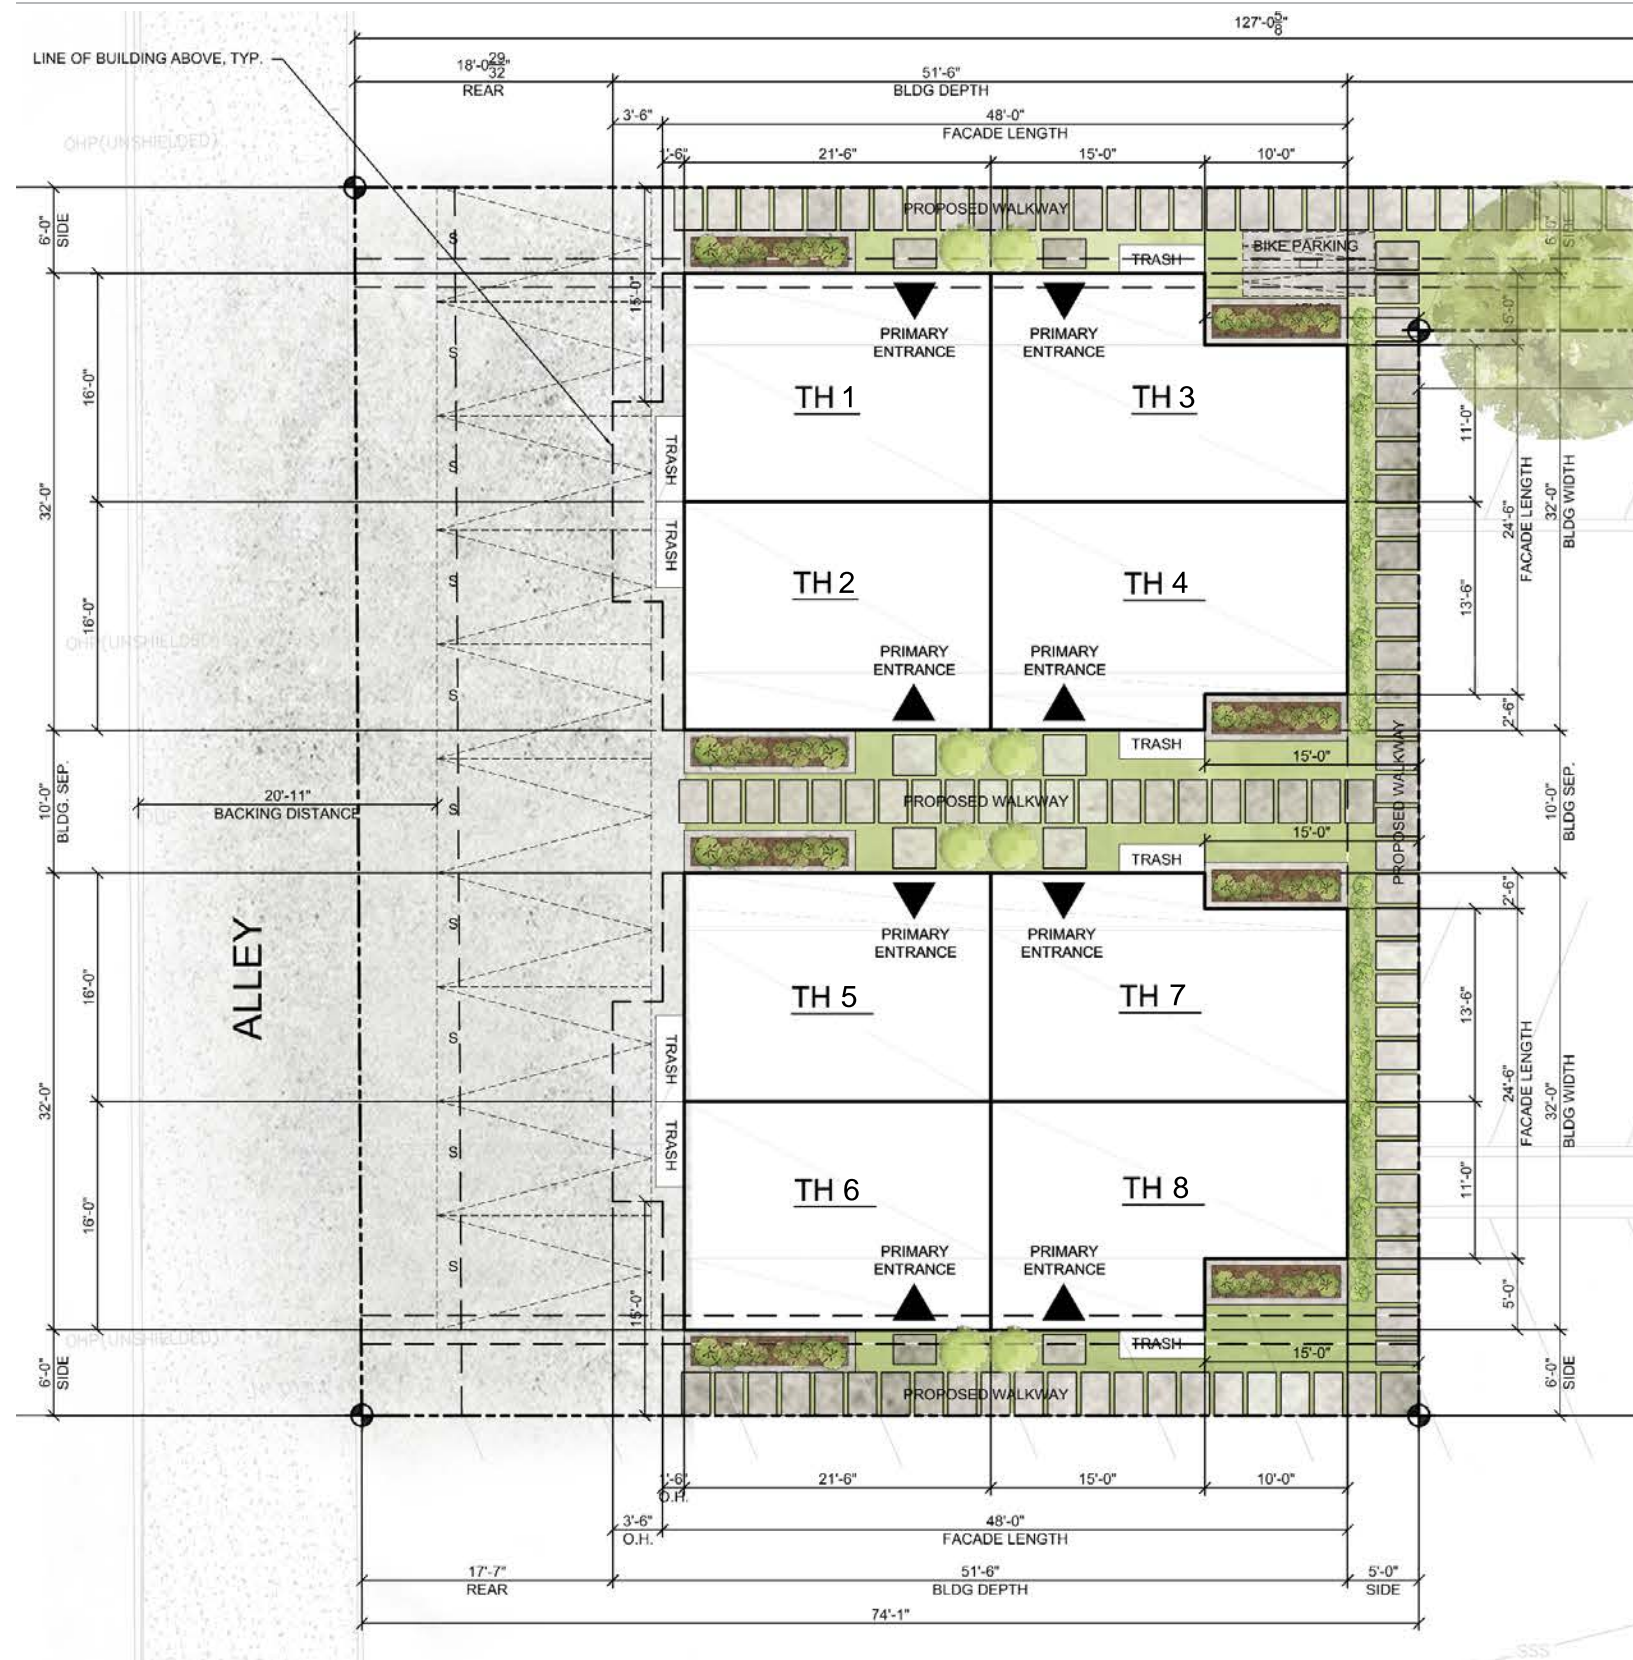 127'-0 5/8"
LINE OF BUILDING ABOVE, TYP.
18'-0 29/32"
REAR
51'-6"
BLDG DEPTH
3'-6"
48'-0"
FACADE LENGTH
1'-6"
21'-6"
15'-0"
10'-0"
OHP(UNSHIELDED)
6'-0"
SIDE
PROPOSED WALKWAY
6'-0"
SIDE
S
BIKE PARKING
TRASH
15'-0"
5'-0"
PRIMARY
ENTRANCE
PRIMARY
ENTRANCE
S
16'-0"
TH 1
TH 3
11'-0"
TRASH
S
32'-0"
FACADE LENGTH
24'-6"
32'-0"
BLDG WIDTH
TRASH
TH 2
TH 4
S
13'-6"
16'-0"
OHP(UNSHIELDED)
PRIMARY
ENTRANCE
PRIMARY
ENTRANCE
S
2'-6"
TRASH
15'-0"
10'-0"
BLDG. SEP.
20'-11"
BACKING DISTANCE
S
PROPOSED WALKWAY
PROPOSED WALKWAY
10'-0"
BLDG SEP.
15'-0"
TRASH
2'-6"
S
PRIMARY
ENTRANCE
PRIMARY
ENTRANCE
ALLEY
16'-0"
TH 5
TH 7
13'-6"
S
TRASH
32'-0"
FACADE LENGTH
24'-6"
32'-0"
BLDG WIDTH
TRASH
S
TH 6
TH 8
11'-0"
16'-0"
PRIMARY
ENTRANCE
PRIMARY
ENTRANCE
S
15'-0"
5'-0"
OHP(UNSHIELDED)
TRASH
15'-0"
6'-0"
SIDE
PROPOSED WALKWAY
6'-0"
SIDE
1'-6"
O.H.
21'-6"
15'-0"
10'-0"
3'-6"
O.H.
48'-0"
FACADE LENGTH
17'-7"
REAR
51'-6"
BLDG DEPTH
5'-0"
SIDE
74'-1"
SSS